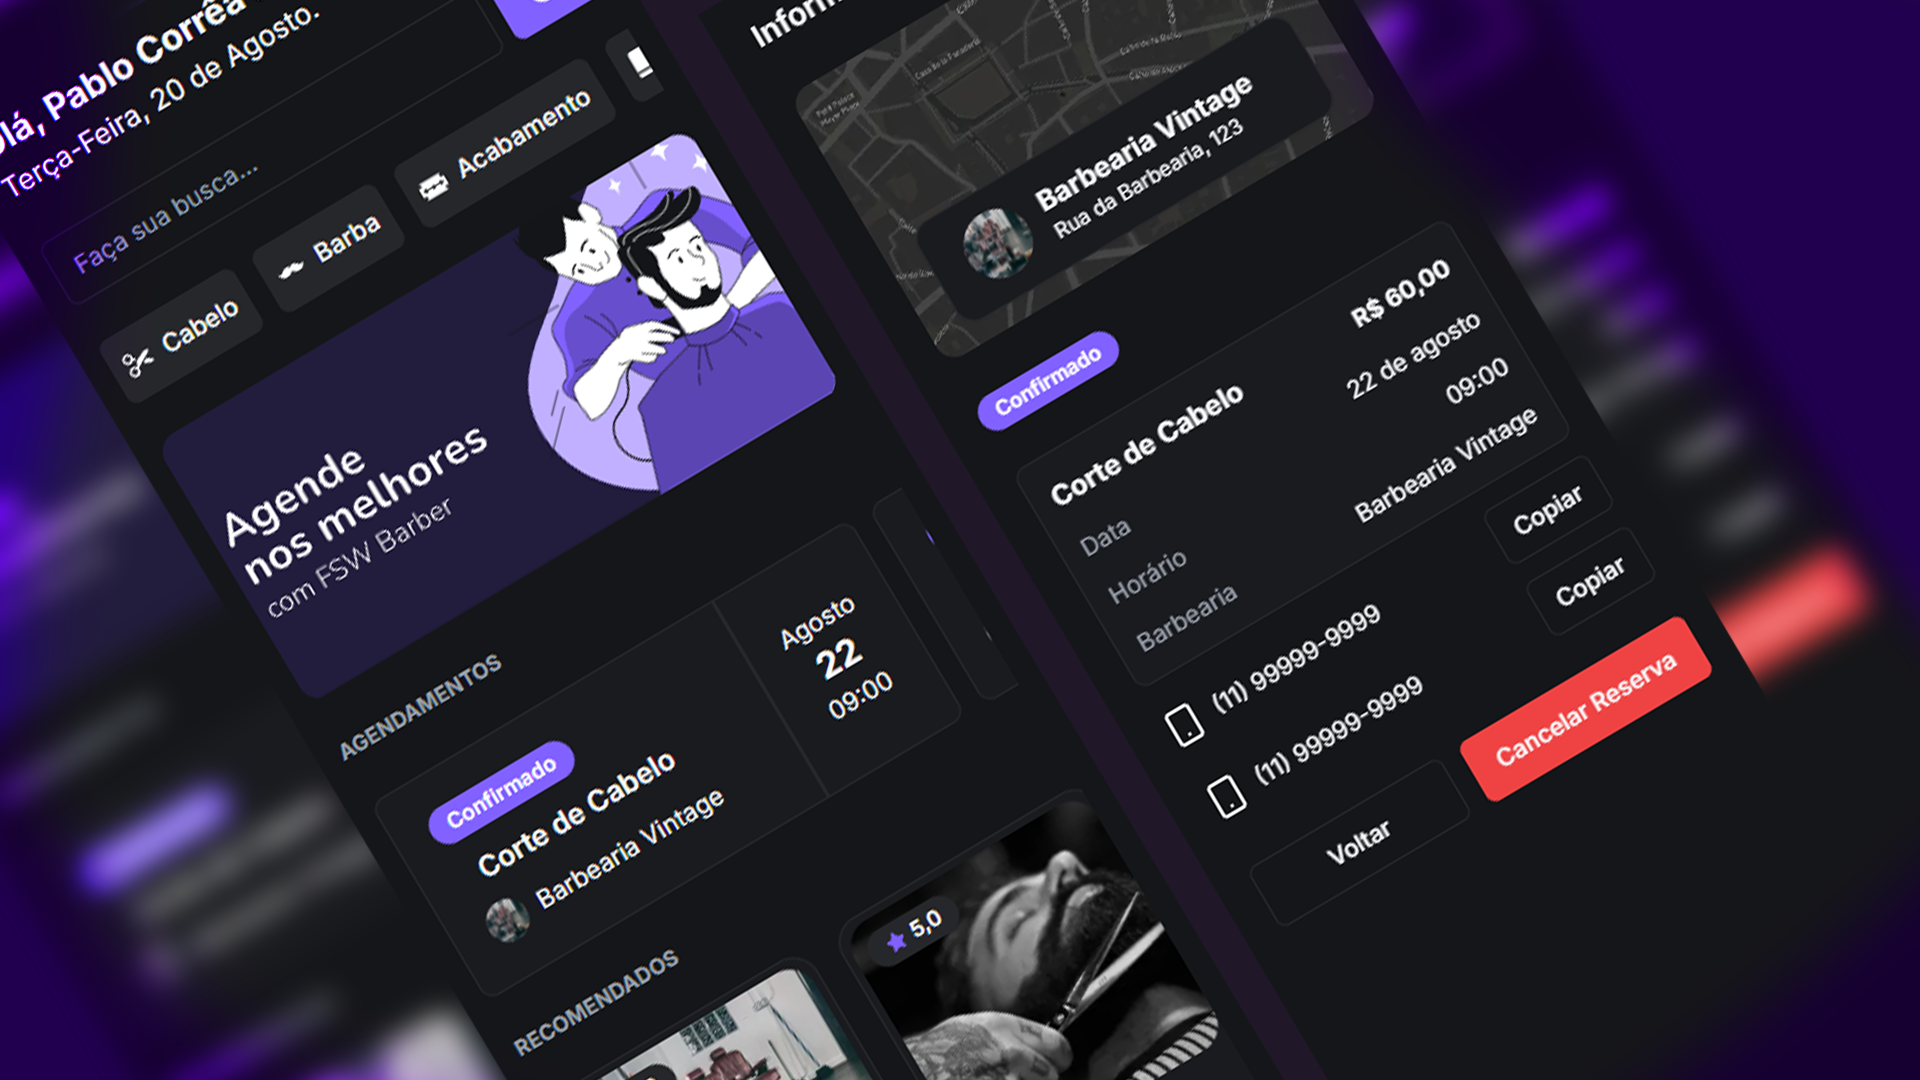 lá, Pablo Corrêa
Terça-Feira, 20 de Agosto.
Faça sua busca...
Cabelo
Barba
Acabamento
Agende
nos melhores
com FSW Barber
AGENDAMENTOS
Confirmado
Corte de Cabelo
Barbearia Vintage
Agosto
22
09:00
RECOMENDADOS
5,0
Inform
Barbearia Vintage
Rua da Barbearia, 123
Confirmado
Corte de Cabelo
R$ 60,00
Data
22 de agosto
Horário
09:00
Barbearia
Barbearia Vintage
(11) 99999-9999
Copiar
(11) 99999-9999
Copiar
Voltar
Cancelar Reserva